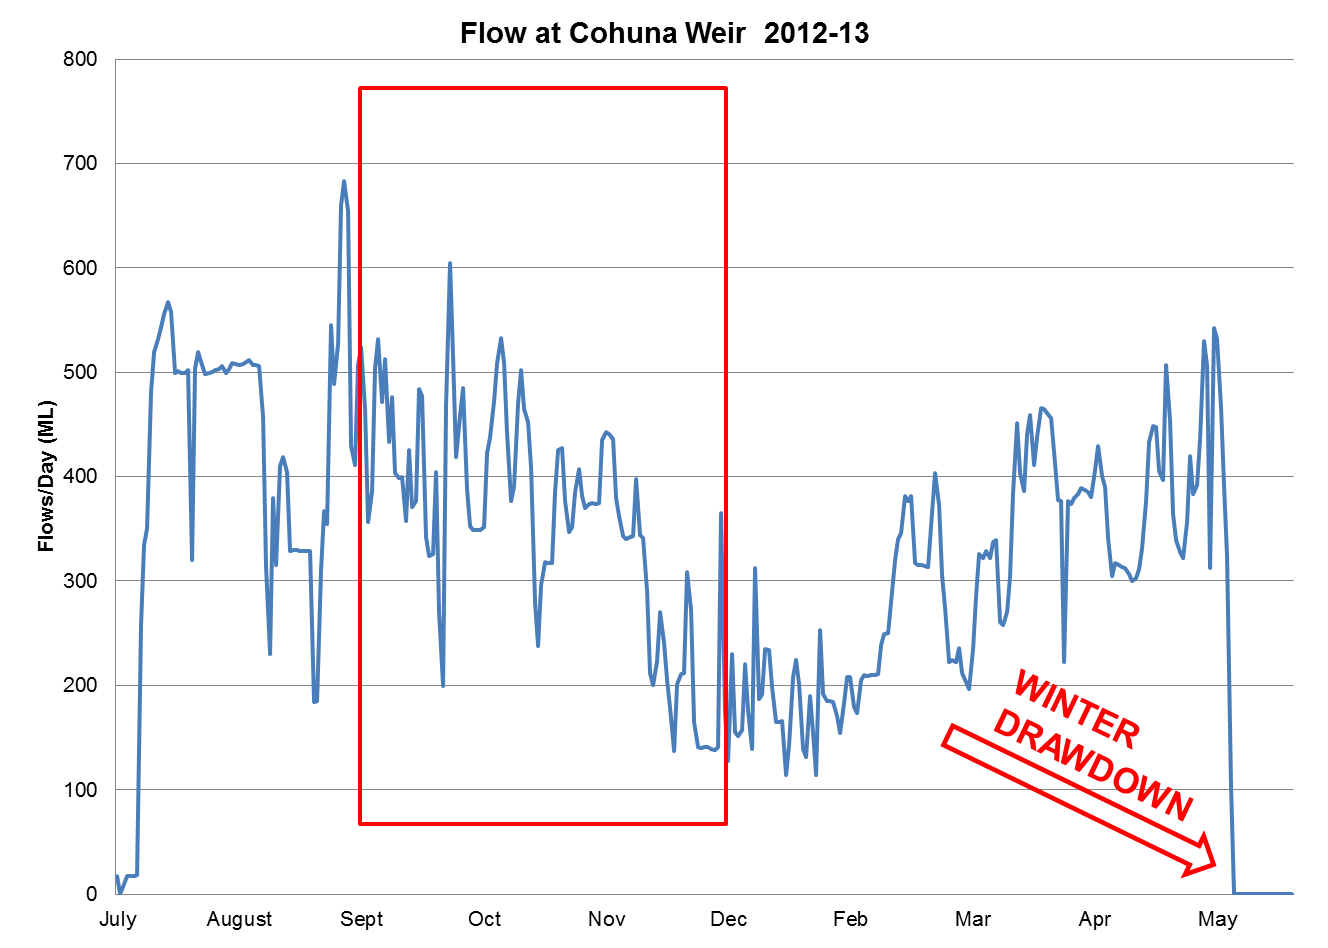 Flow at Cohuna Weir 2012-13
800
700
600
500
400
300
200
100
0
Flows/Day (ML)
WINTER
DRAWDOWN
July August Sept Oct Nov Dec Feb Mar Apr May